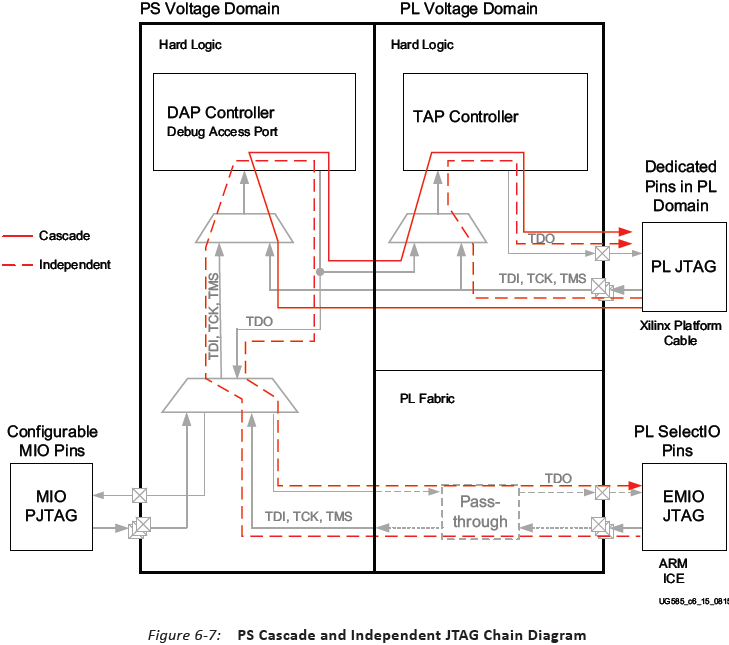 PS Voltage Domain
PL Voltage Domain
Hard Logic
Hard Logic
DAP Controller
Debug Access Port
TAP Controller
Dedicated
Pins in PL
Domain
Cascade
Independent
TDO
PL JTAG
TDI, TCK, TMS
TDI, TCK, TMS
TDO
Xilinx Platform
Cable
PL Fabric
Configurable
MIO Pins
PL SelectIO
Pins
MIO
PJTAG
TDO
Pass-
through
EMIO
JTAG
TDI, TCK, TMS
ARM
ICE
UG585_c6_15_0815
Figure 6-7: PS Cascade and Independent JTAG Chain Diagram